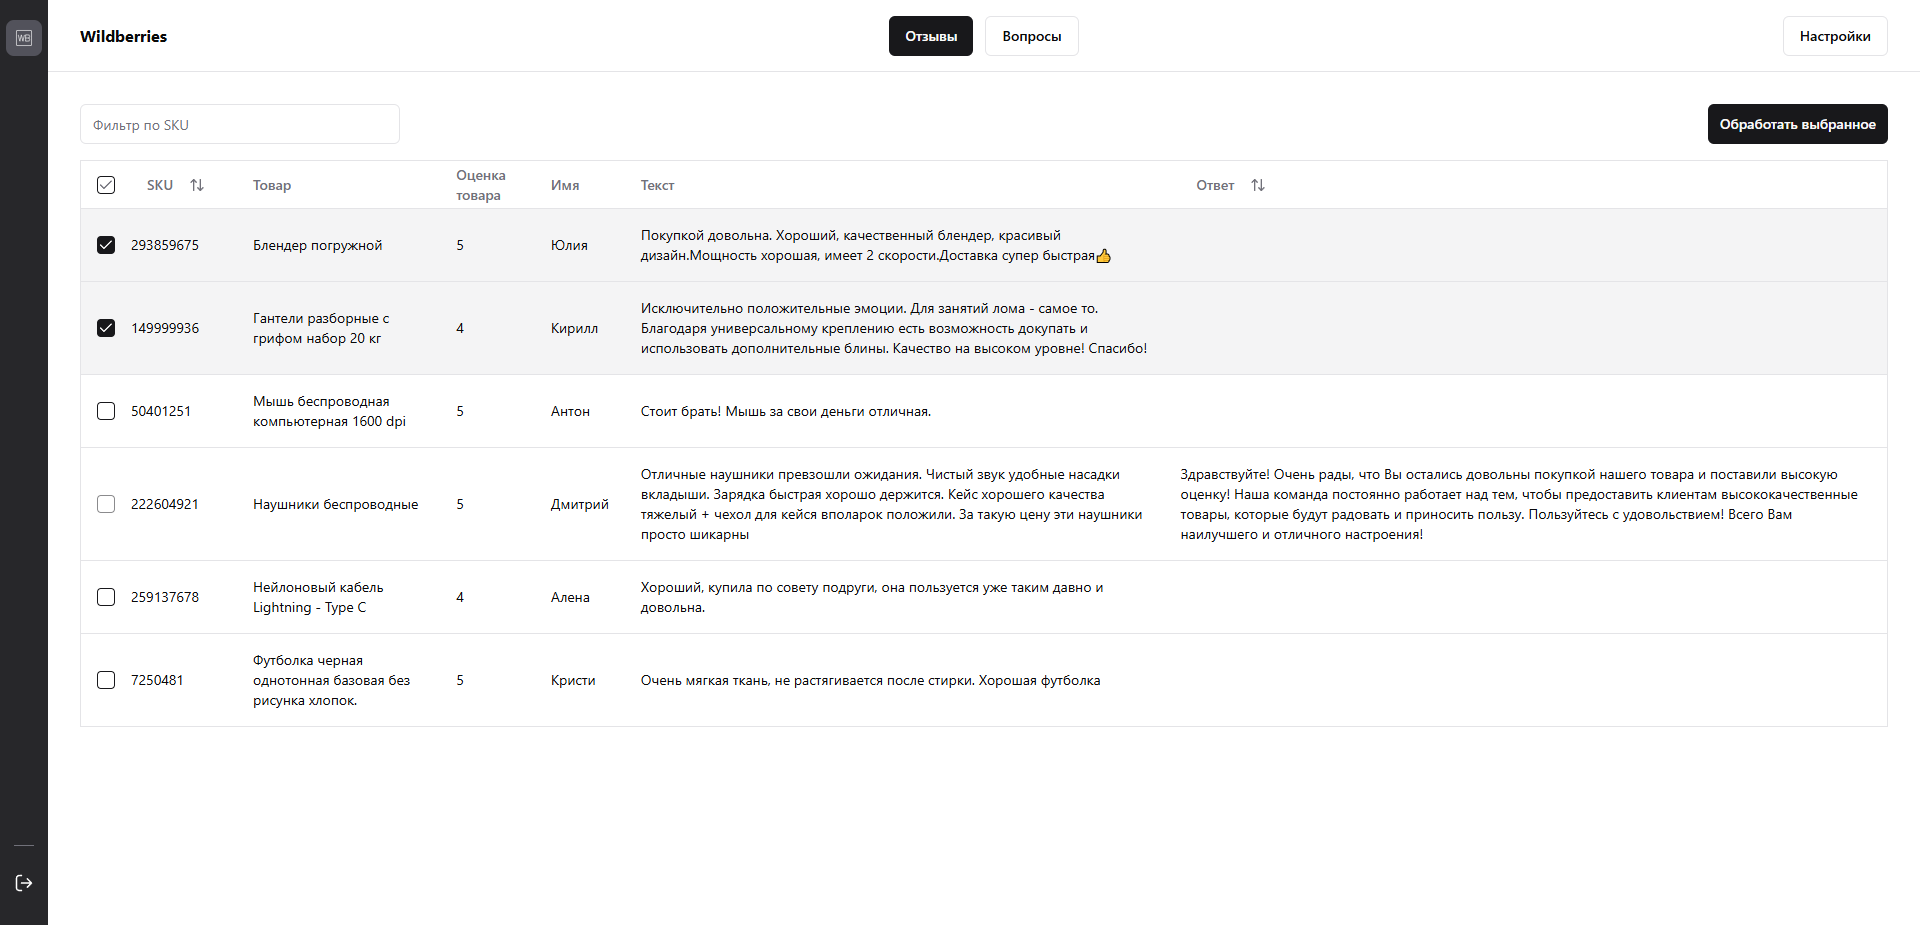 WB
Wildberries
Отзывы
Вопросы
Настройки
Фильтр по SKU
Обработать выбранное
SKU
Товар
Оценка
товара
Имя
Текст
Ответ
293859675
Блендер погружной
5
Юлия
Покупкой довольна. Хороший, качественный блендер, красивый
дизайн.Мощность хорошая, имеет 2 скорости.Доставка супер быстрая👍
149999936
Гантели разборные с
грифом набор 20 кг
4
Кирилл
Исключительно положительные эмоции. Для занятий лома - самое то.
Благодаря универсальному креплению есть возможность докупать и
использовать дополнительные блины. Качество на высоком уровне! Спасибо!
50401251
Мышь беспроводная
компьютерная 1600 dpi
5
Антон
Стоит брать! Мышь за свои деньги отличная.
222604921
Наушники беспроводные
5
Дмитрий
Отличные наушники превзошли ожидания. Чистый звук удобные насадки
вкладыши. Зарядка быстрая хорошо держится. Кейс хорошего качества
тяжелый + чехол для кейся вполарок положили. За такую цену эти наушники
просто шикарны
Здравствуйте! Очень рады, что Вы остались довольны покупкой нашего товара и поставили высокую
оценку! Наша команда постоянно работает над тем, чтобы предоставить клиентам высококачественные
товары, которые будут радовать и приносить пользу. Пользуйтесь с удовольствием! Всего Вам
наилучшего и отличного настроения!
259137678
Нейлоновый кабель
Lightning - Type C
4
Алена
Хороший, купила по совету подруги, она пользуется уже таким давно и
довольна.
7250481
Футболка черная
однотонная базовая без
рисунка хлопок.
5
Кристи
Очень мягкая ткань, не растягивается после стирки. Хорошая футболка